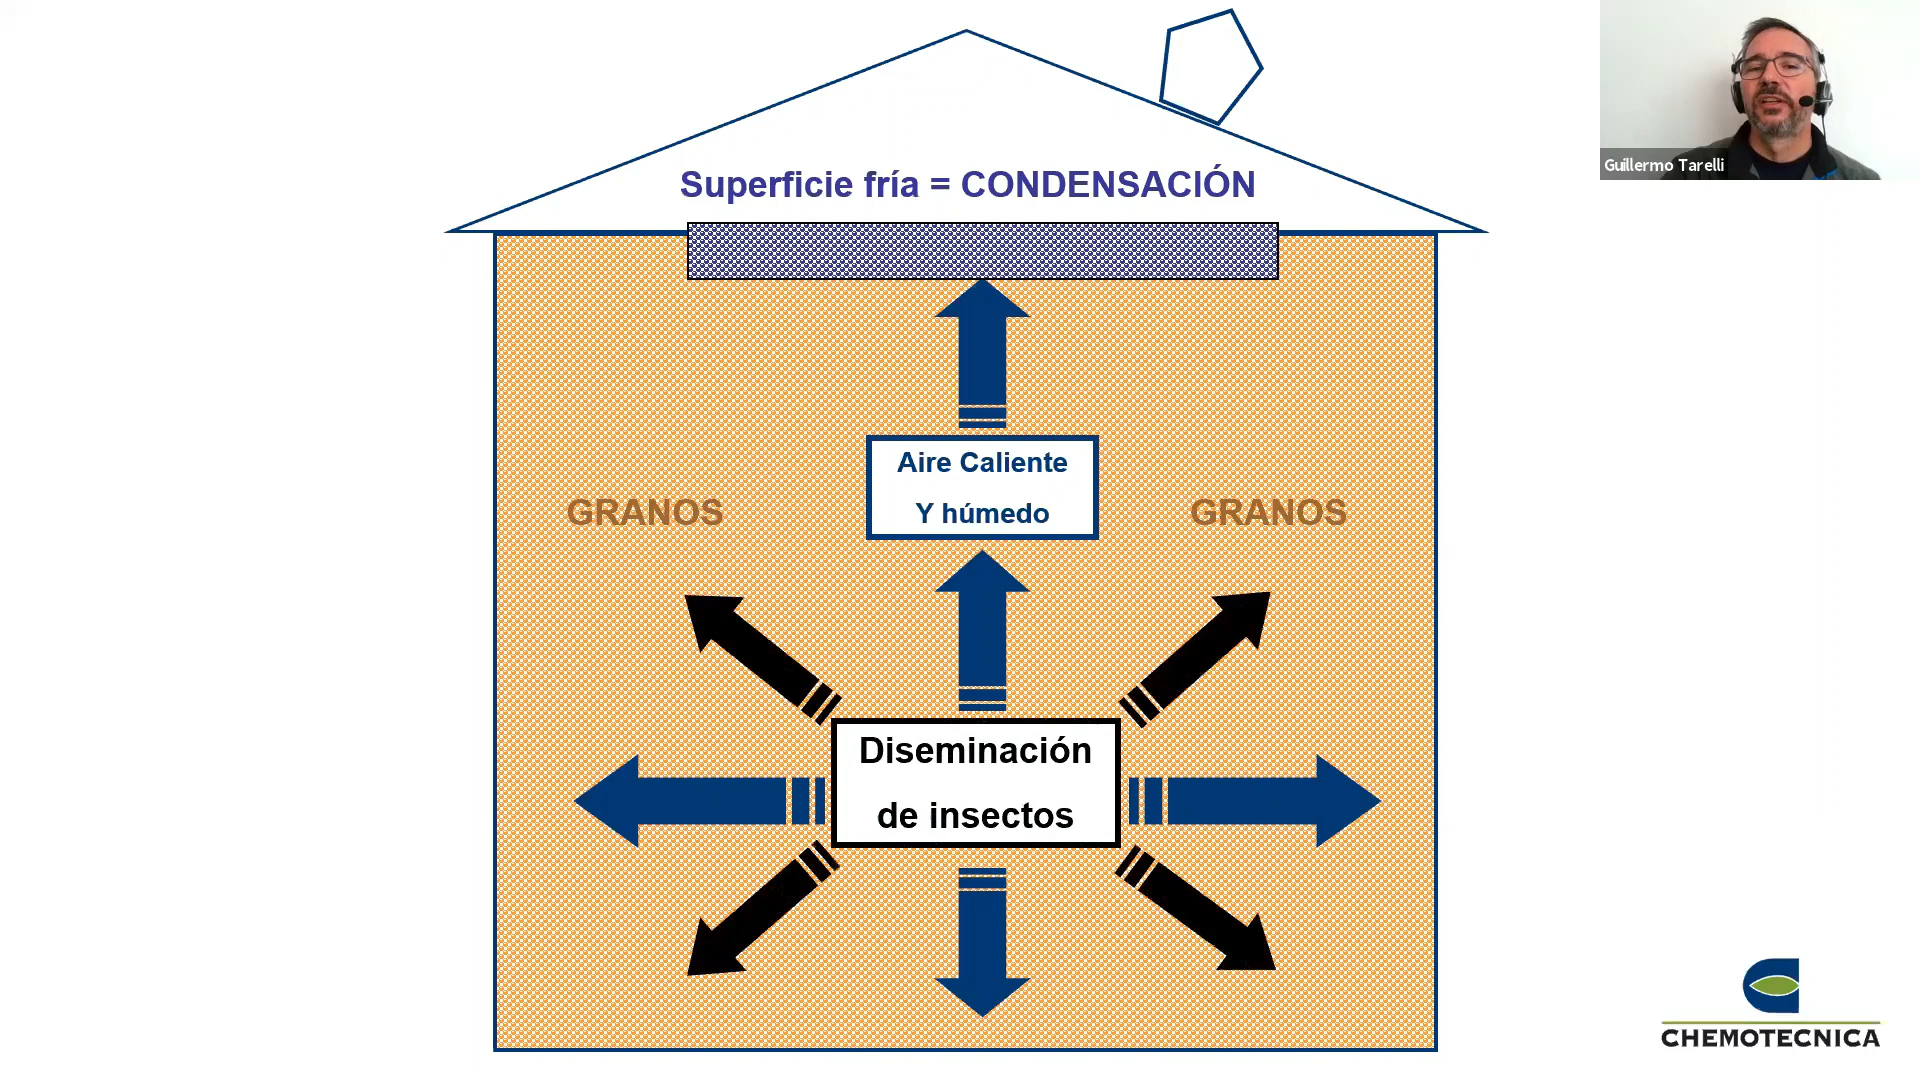 Guillermo Tarelli
Superficie fría = CONDENSACIÓN
Aire Caliente
Y húmedo
GRANOS
GRANOS
Diseminación
de insectos
CHEMOTECNICA